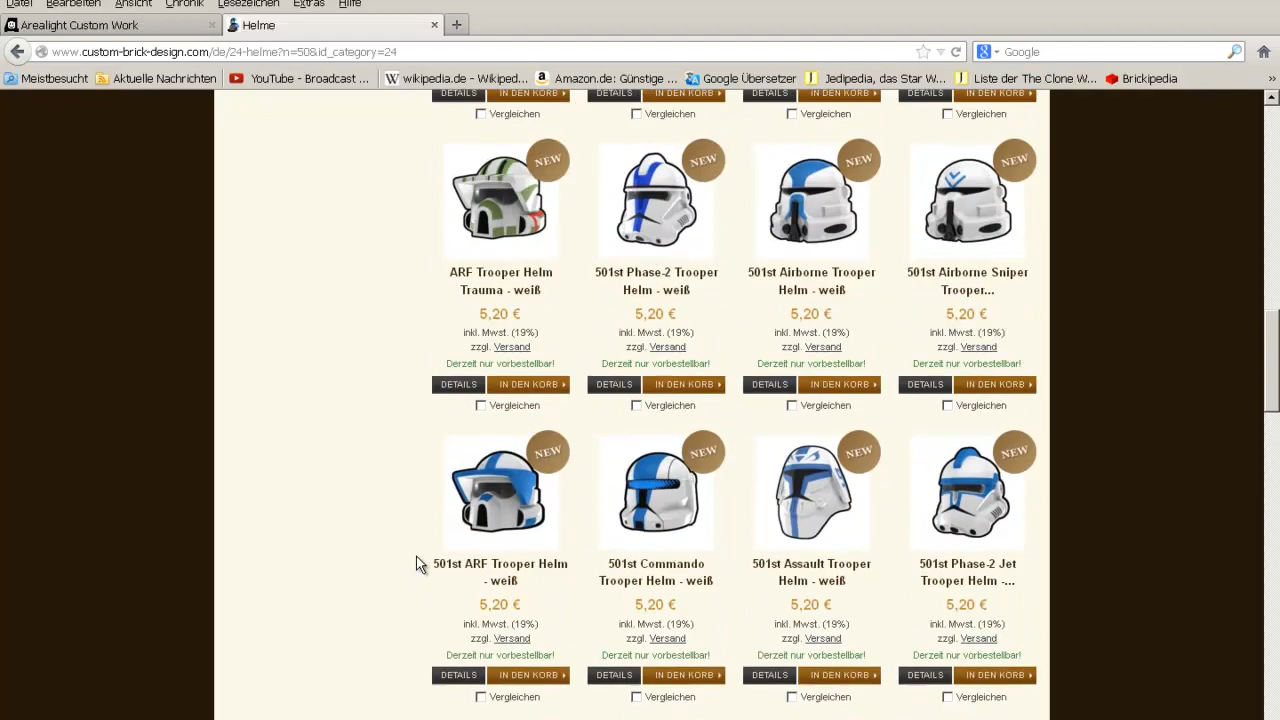 Datei Bearbeiten Ansicht Chronik Lesezeichen Extras Hilfe
Arealight Custom Work
Helme
www.custom-brick-design.com/de/24-helme?n=50&id_category=24
Google
Meistbesucht Aktuelle Nachrichten YouTube - Broadcast ... wikipedia.de - Wikiped... Amazon.de: Günstige ... Google Übersetzer Jedipedia, das Star W... Liste der The Clone W... Brickipedia »
DETAILS IN DEN KORB DETAILS IN DEN KORB DETAILS IN DEN KORB DETAILS IN DEN KORB
Vergleichen Vergleichen Vergleichen Vergleichen
NEW NEW NEW NEW
ARF Trooper Helm 501st Phase-2 Trooper 501st Airborne Trooper 501st Airborne Sniper
Trauma - weiß Helm - weiß Helm - weiß Trooper...
5,20 € 5,20 € 5,20 € 5,20 €
inkl. Mwst. (19%) inkl. Mwst. (19%) inkl. Mwst. (19%) inkl. Mwst. (19%)
zzgl. Versand zzgl. Versand zzgl. Versand zzgl. Versand
Derzeit nur vorbestellbar! Derzeit nur vorbestellbar! Derzeit nur vorbestellbar! Derzeit nur vorbestellbar!
DETAILS IN DEN KORB DETAILS IN DEN KORB DETAILS IN DEN KORB DETAILS IN DEN KORB
Vergleichen Vergleichen Vergleichen Vergleichen
NEW NEW NEW NEW
501st ARF Trooper Helm 501st Commando 501st Assault Trooper 501st Phase-2 Jet
- weiß Trooper Helm - weiß Helm - weiß Trooper Helm -...
5,20 € 5,20 € 5,20 € 5,20 €
inkl. Mwst. (19%) inkl. Mwst. (19%) inkl. Mwst. (19%) inkl. Mwst. (19%)
zzgl. Versand zzgl. Versand zzgl. Versand zzgl. Versand
Derzeit nur vorbestellbar! Derzeit nur vorbestellbar! Derzeit nur vorbestellbar! Derzeit nur vorbestellbar!
DETAILS IN DEN KORB DETAILS IN DEN KORB DETAILS IN DEN KORB DETAILS IN DEN KORB
Vergleichen Vergleichen Vergleichen Vergleichen